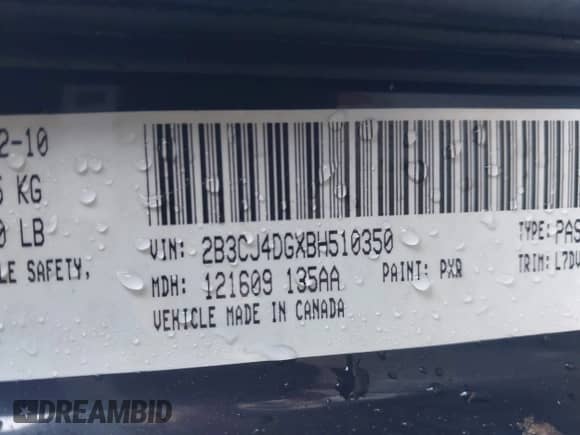 2-10
KG
LB
LE SAFETY,
VIN: 2B3CJ4DGXBH510350
TYPE: PAS
MDH: 121609 135AA
PAINT: PXR
TRIM: L7DV
VEHICLE MADE IN CANADA
DREAMBID